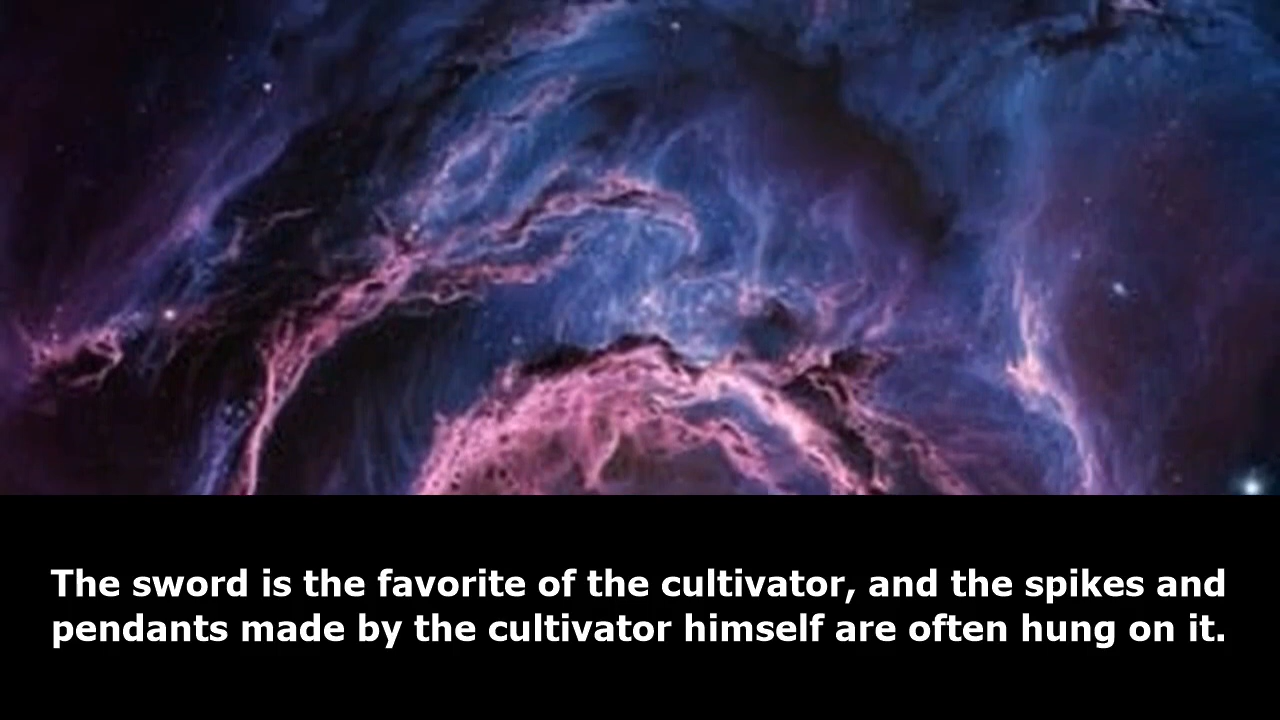 The sword is the favorite of the cultivator, and the spikes and
pendants made by the cultivator himself are often hung on it.